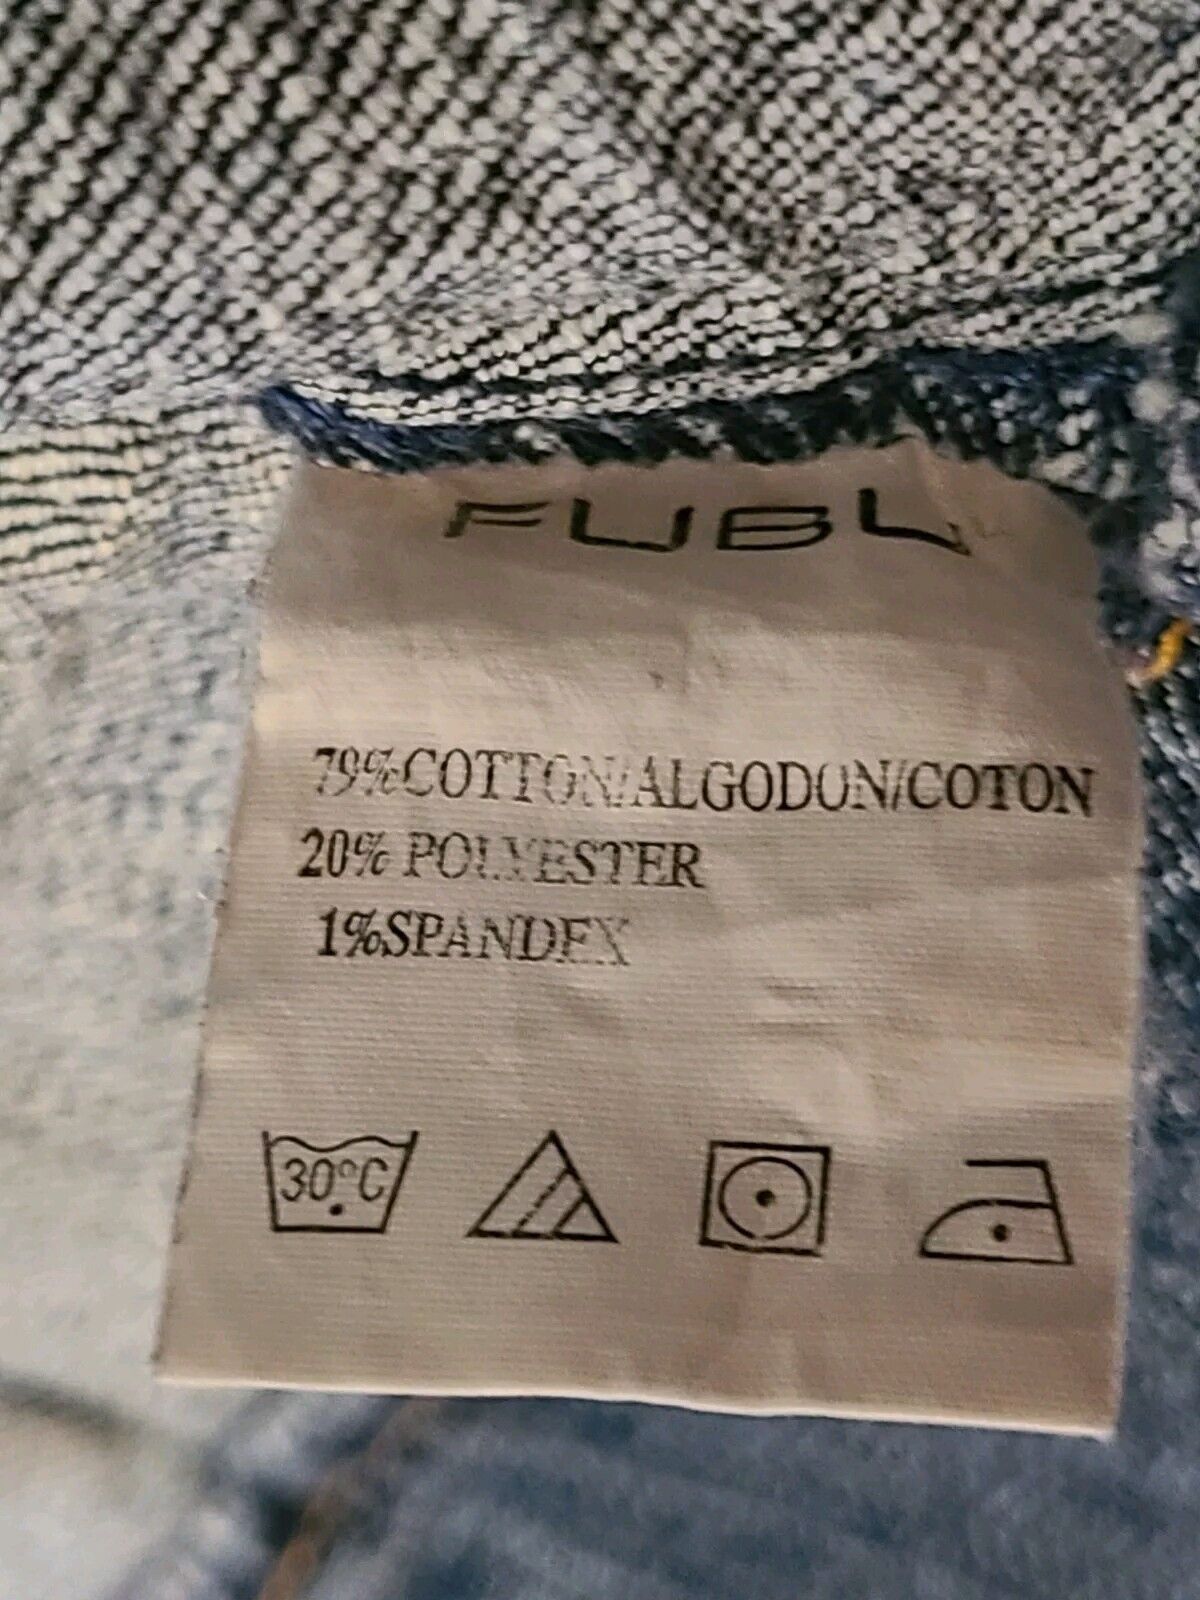 FUBU
79%COTTON/ALGODON/COTON
20% POLYESTER
1%SPANDEX
30°C